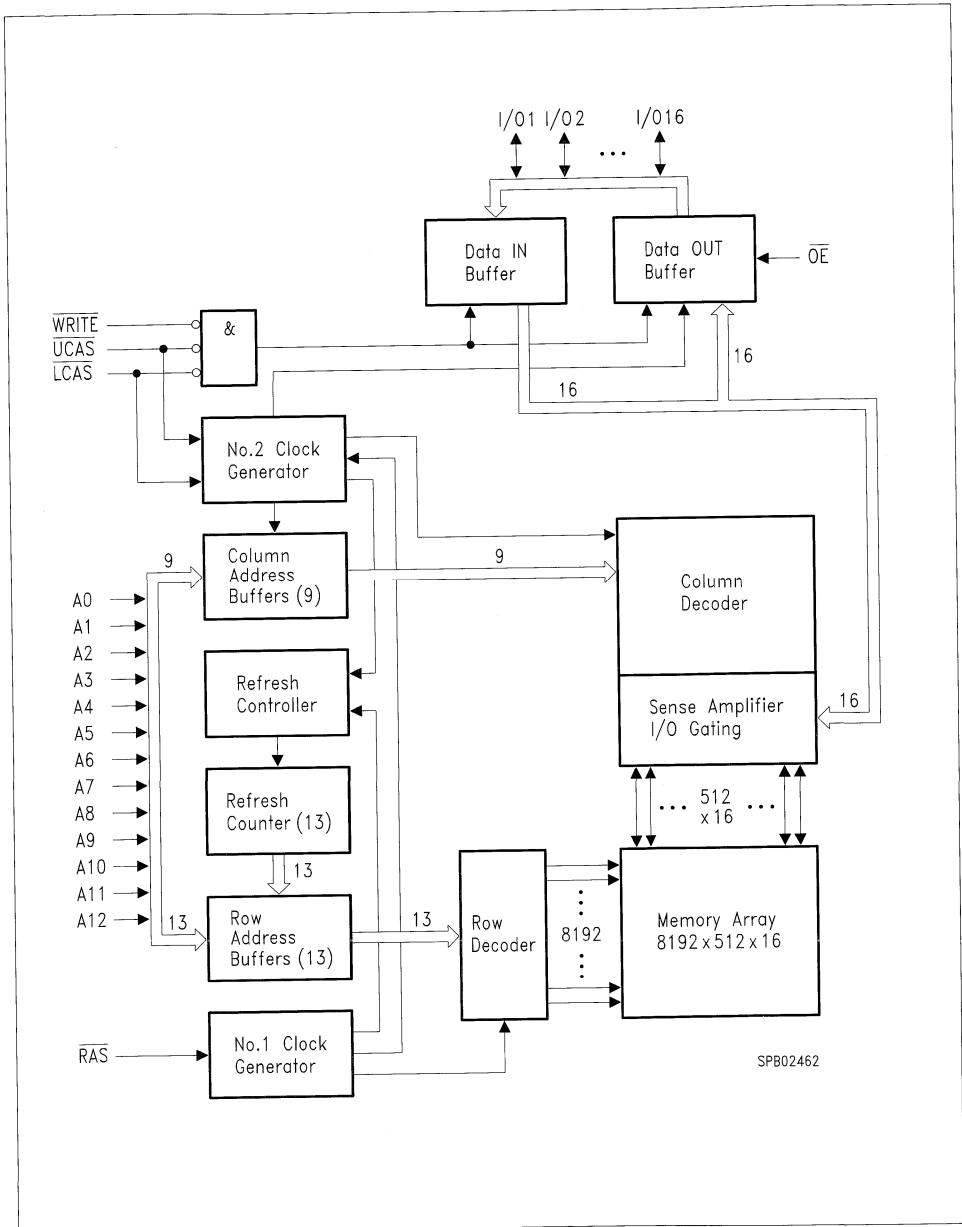 I/O1 I/O2 ... I/O16
Data IN
Buffer
Data OUT
Buffer
OE
WRITE
UCAS
LCAS
&
16
16
No.2 Clock
Generator
9
Column
Address
Buffers (9)
9
Column
Decoder
A0
A1
A2
A3
A4
A5
A6
A7
A8
A9
A10
A11
A12
Refresh
Controller
Sense Amplifier
I/O Gating
16
Refresh
Counter (13)
... 512 ...
x 16
13
13
Row
Address
Buffers (13)
13
Row
Decoder
8192
Memory Array
8192 x 512 x 16
RAS
No.1 Clock
Generator
SPB02462